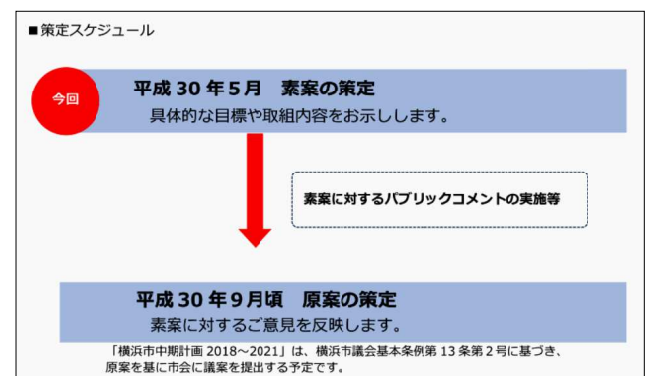 ■策定スケジュール
今回
平成 30 年 5 月　素案の策定
具体的な目標や取組内容をお示しします。
素案に対するパブリックコメントの実施等
平成 30 年 9 月頃　原案の策定
素案に対するご意見を反映します。
「横浜市中期計画 2018～2021」は、横浜市議会基本条例第 13 条第 2 号に基づき、
原案を基に市会に議案を提出する予定です。